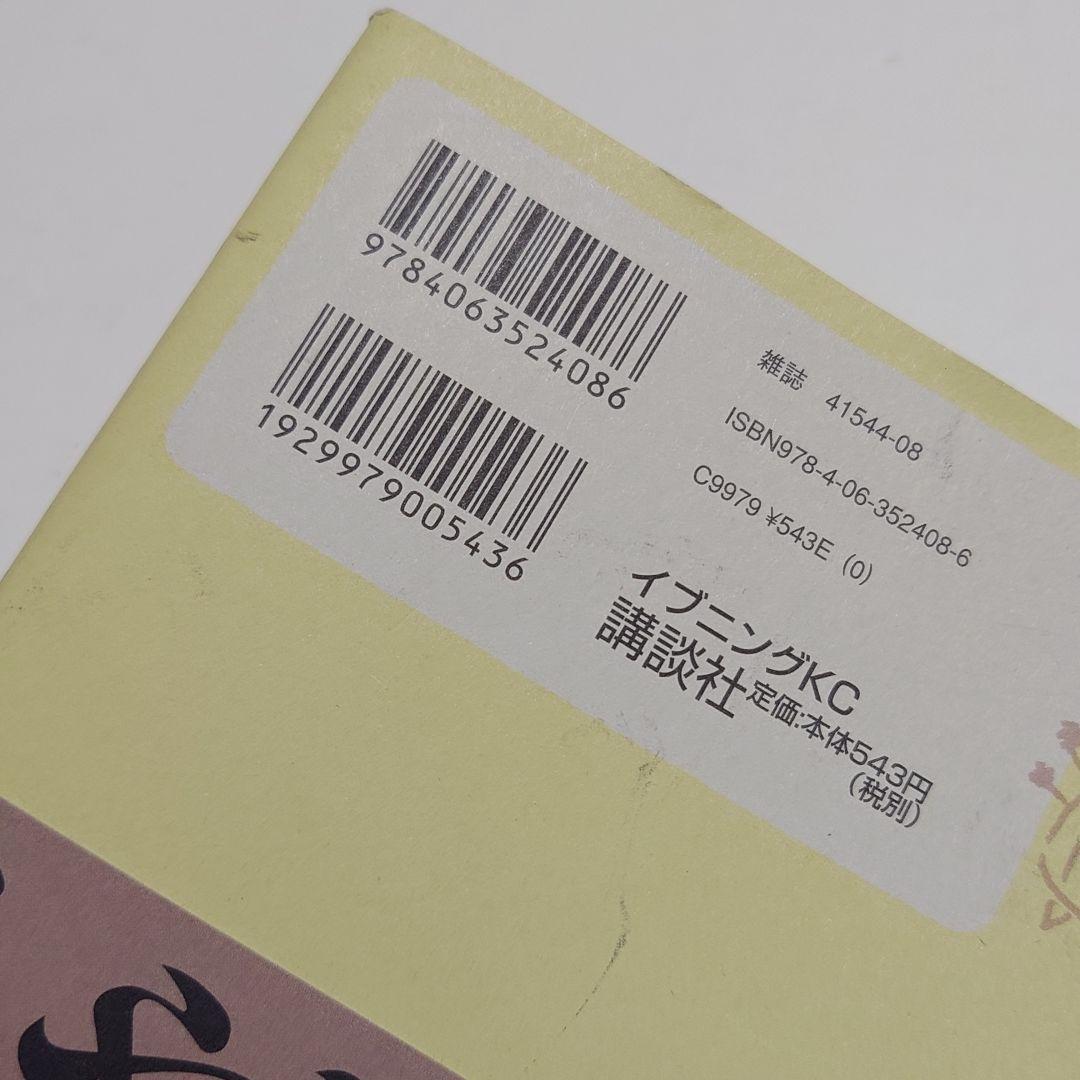 9784063524086
1929979005436
雑誌 41544-08
ISBN978-4-06-352408-6
C9979 ¥543E (0)
イブニングKC
講談社 定価:本体543円
(税別)